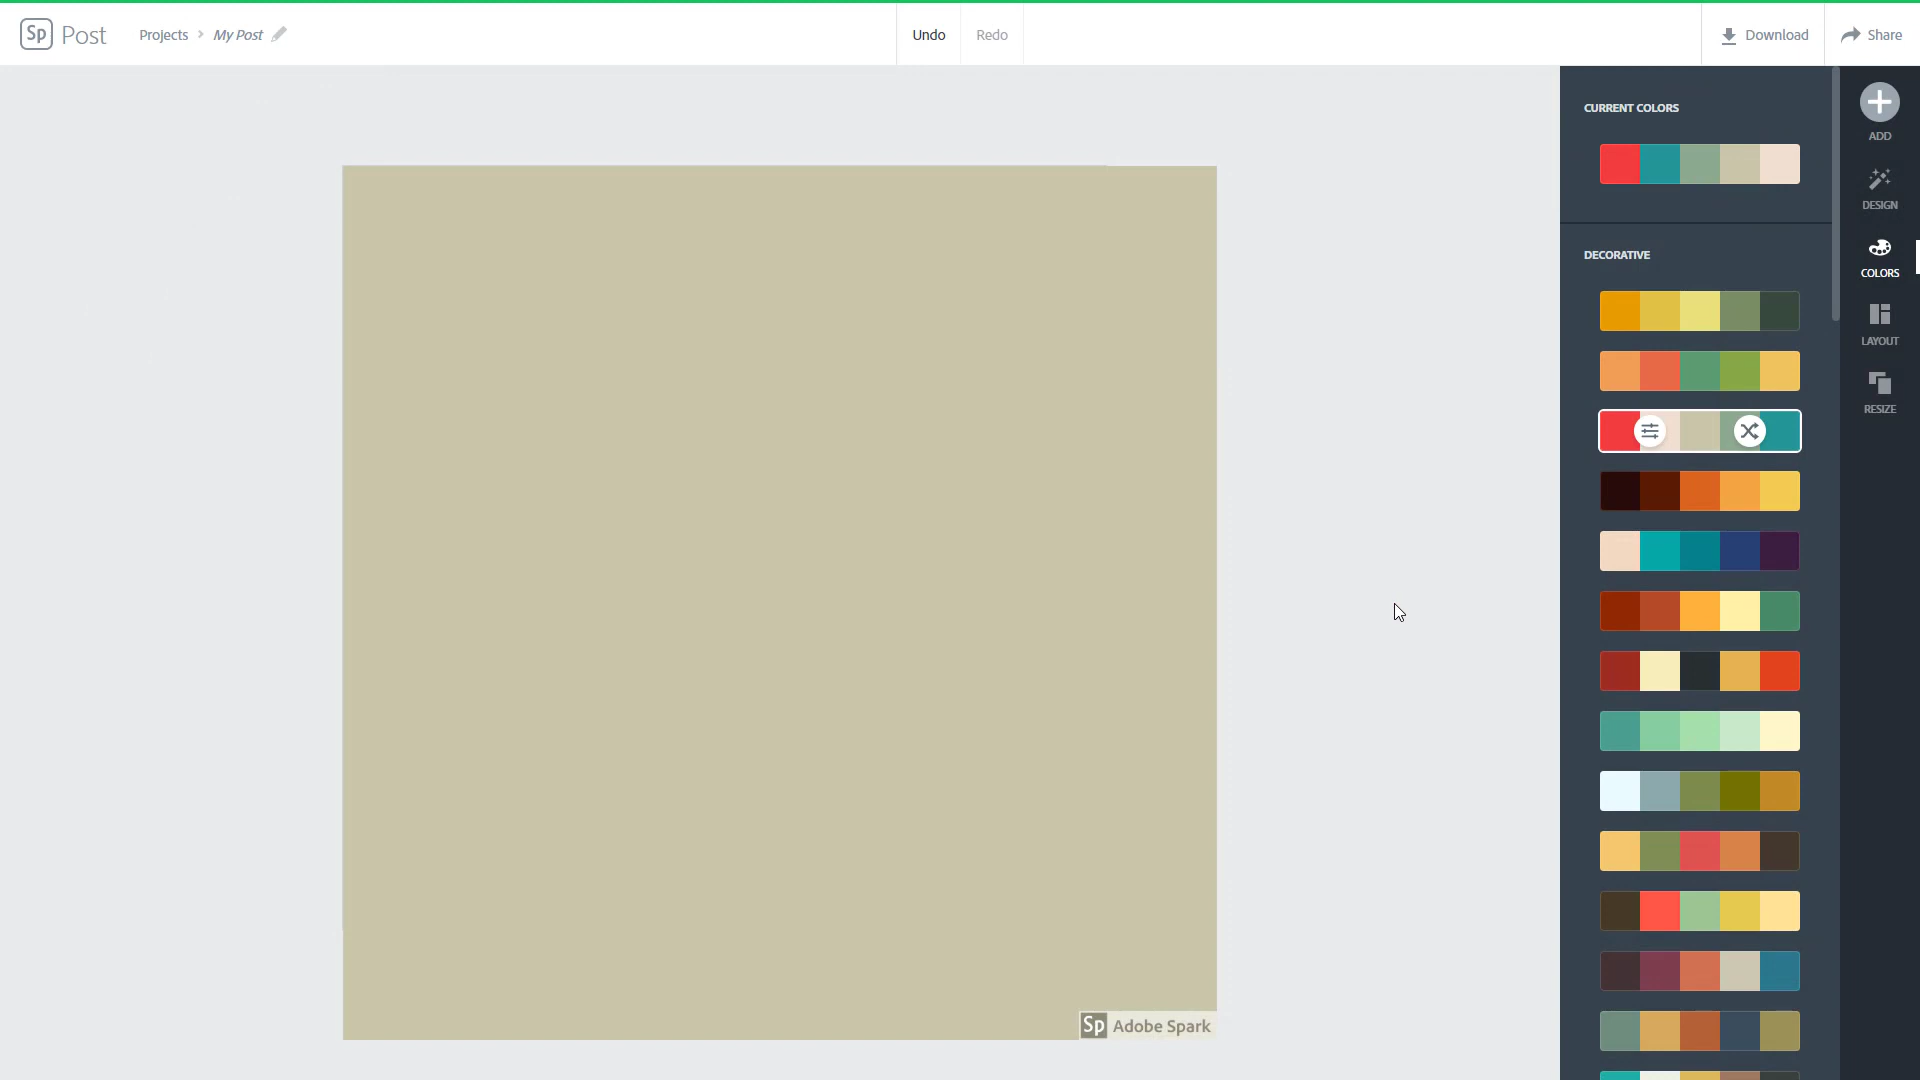 Sp Post
Projects > My Post
Undo
Redo
Download
Share
CURRENT COLORS
DECORATIVE
ADD
DESIGN
COLORS
LAYOUT
RESIZE
Sp Adobe Spark